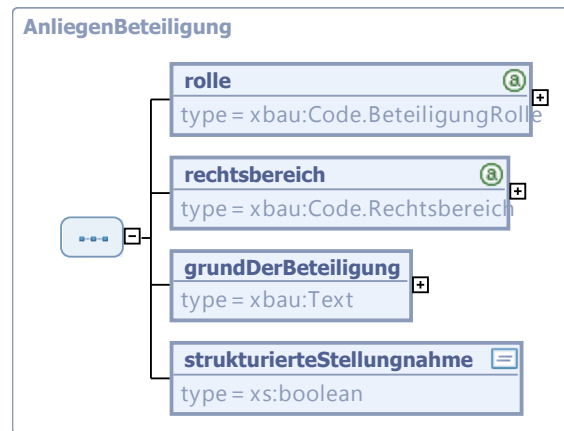 AnliegenBeteiligung
rolle
type = xbau:Code.BeteiligungRolle
rechtsbereich
type = xbau:Code.Rechtsbereich
grundDerBeteiligung
type = xbau:Text
strukturierteStellungnahme
type = xs:boolean